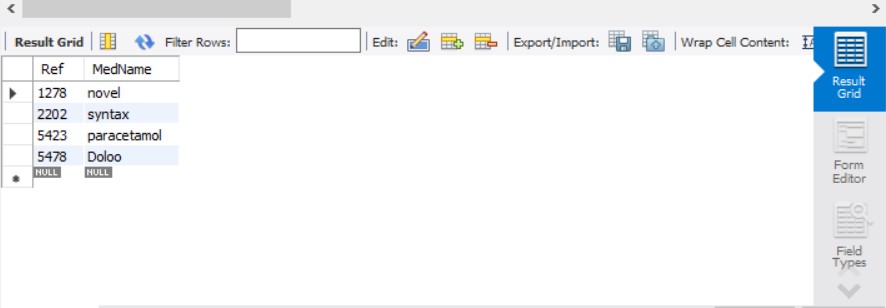 Result Grid Filter Rows: Edit: Export/Import: Wrap Cell Content:
Ref MedName
1278 novel
2202 syntax
5423 paracetamol
5478 Doloo
NULL NULL
Result
Grid
Form
Editor
Field
Types